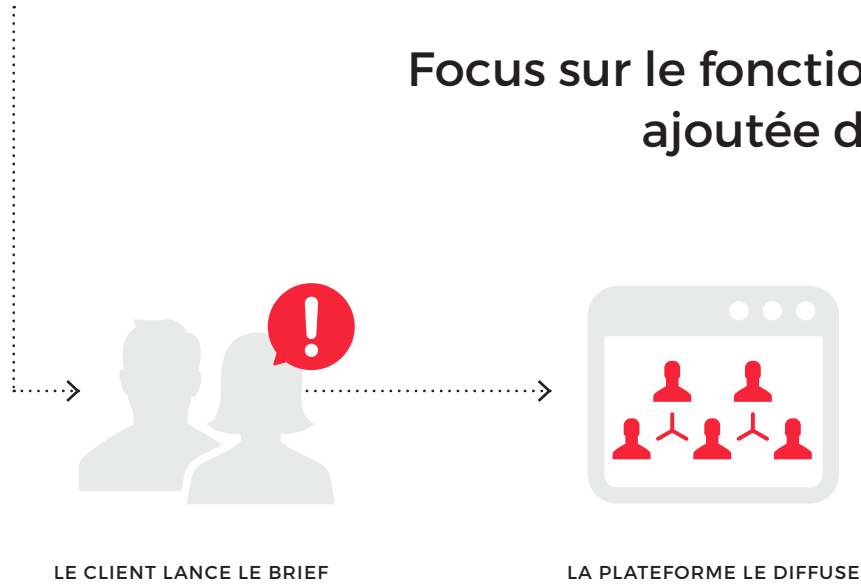 Focus sur le fonctio
ajoutée d
LE CLIENT LANCE LE BRIEF
LA PLATEFORME LE DIFFUSE